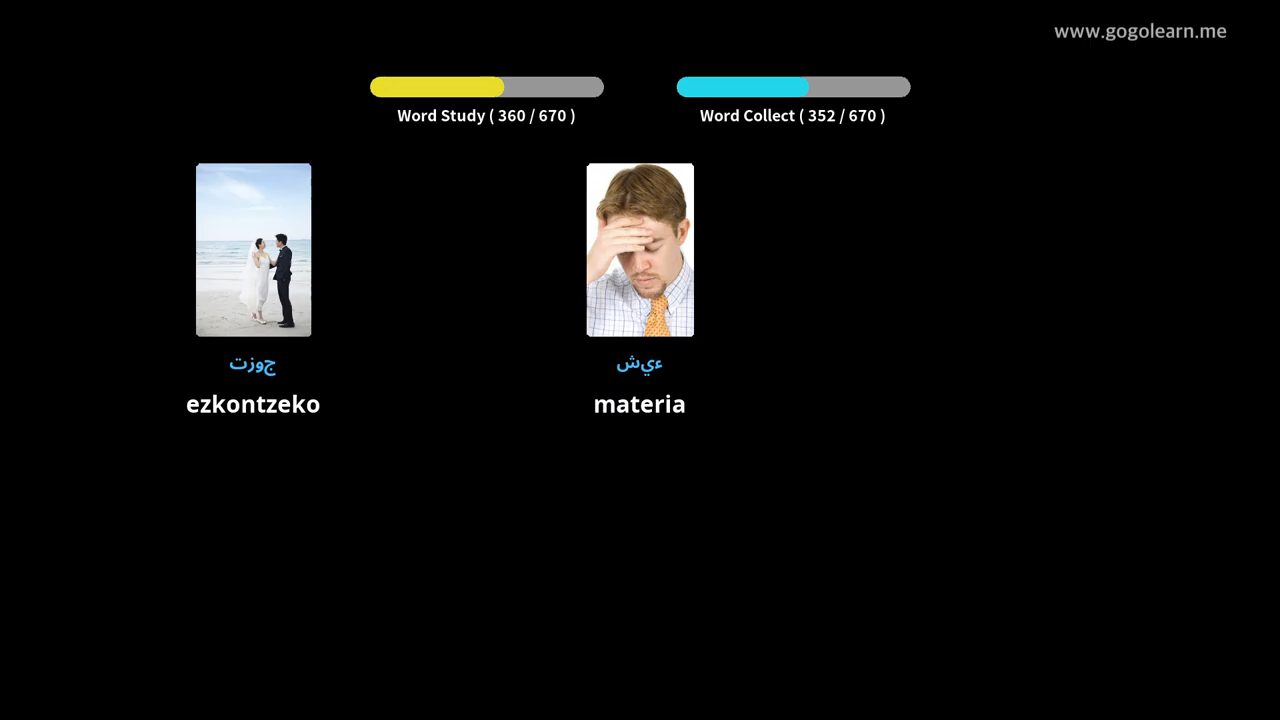 www.gogolearn.me
Word Study ( 360 / 670 )
Word Collect ( 352 / 670 )
جوزت
ezkontzeko
ءيش
materia